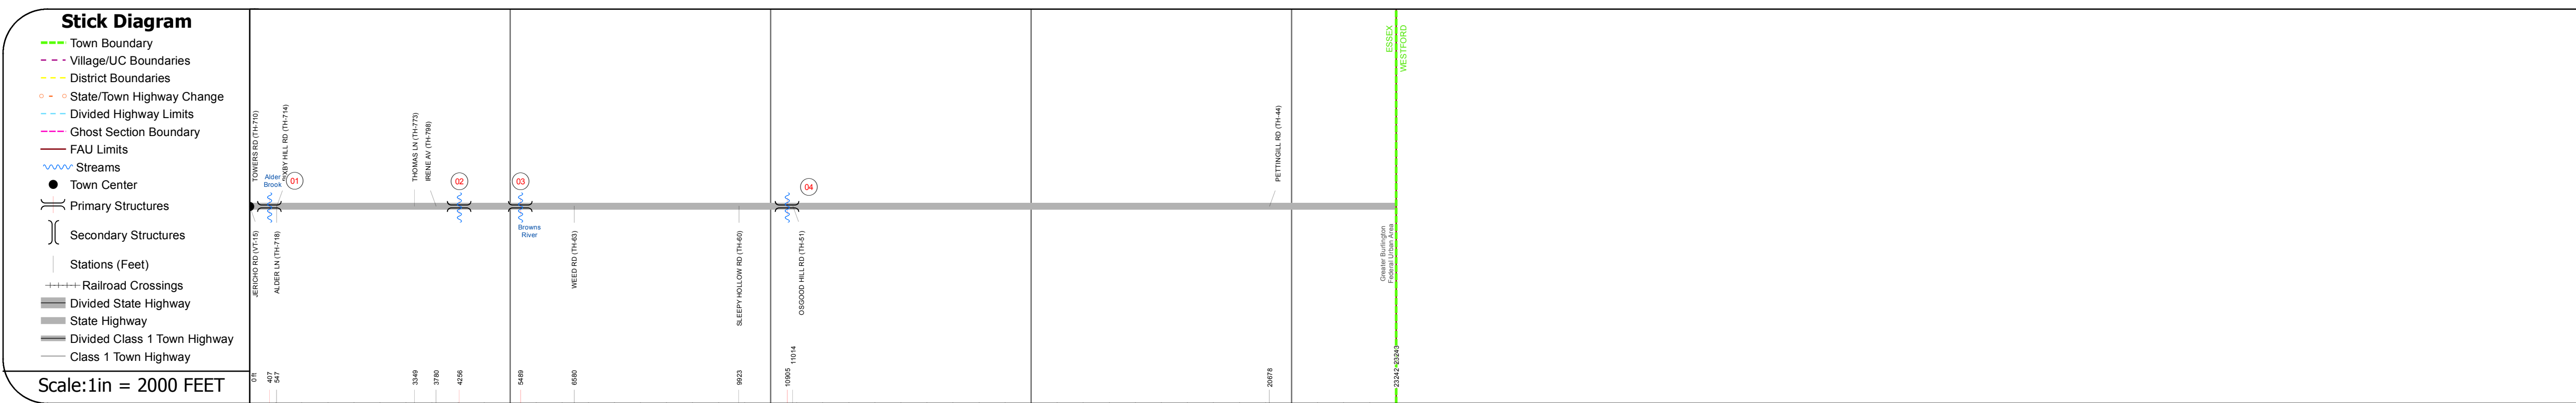 Stick Diagram
Town Boundary
Village/UC Boundaries
District Boundaries
State/Town Highway Change
Divided Highway Limits
Ghost Section Boundary
FAU Limits
Streams
Town Center
Primary Structures
Secondary Structures
Stations (Feet)
Railroad Crossings
Divided State Highway
State Highway
Divided Class 1 Town Highway
Class 1 Town Highway
Scale:1in = 2000 FEET
TOWERS RD (TH-710)
BIXBY HILL RD (TH-714)
THOMAS LN (TH-773)
IRENE AV (TH-798)
PETTINGILL RD (TH-44)
ESSEX
WESTFORD
Alder
Brook
01
02
03
04
Browns
River
JERICHO RD (VT-15)
ALDER LN (TH-718)
WEED RD (TH-63)
SLEEPY HOLLOW RD (TH-60)
OSGOOD HILL RD (TH-51)
Greater Burlington
Federal Urban Area
0 ft
407
547
3349
3780
4256
5489
6580
9923
10905
11014
20678
23242
23243